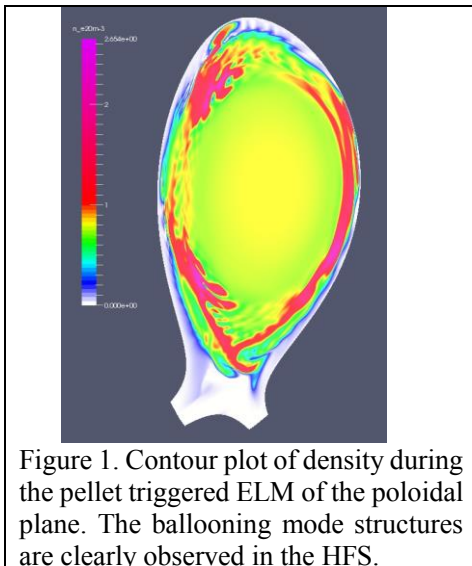 n_e20m-3
2.654e+00
2
1
0.000e+00
Figure 1. Contour plot of density during
the pellet triggered ELM of the poloidal
plane. The ballooning mode structures
are clearly observed in the HFS.